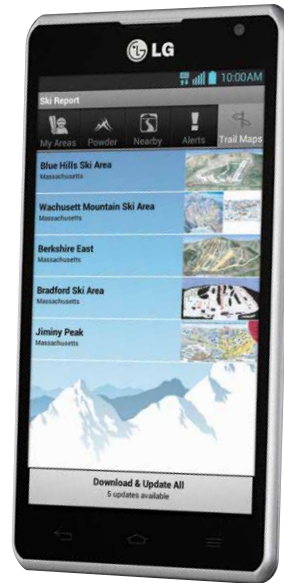 LG
10:00AM
Ski Report
My Areas Powder Nearby Alerts Trail Maps
Blue Hills Ski Area
Massachusetts
Wachusett Mountain Ski Area
Massachusetts
Berkshire East
Massachusetts
Bradford Ski Area
Massachusetts
Jiminy Peak
Massachusetts
Download & Update All
5 updates available